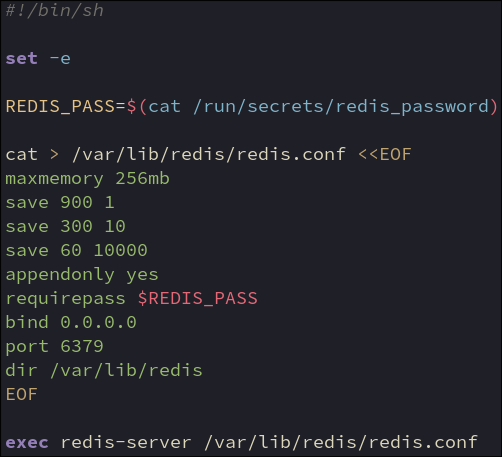 #!/bin/sh
set -e
REDIS_PASS=$(cat /run/secrets/redis_password)
cat > /var/lib/redis/redis.conf <<EOF
maxmemory 256mb
save 900 1
save 300 10
save 60 10000
appendonly yes
requirepass $REDIS_PASS
bind 0.0.0.0
port 6379
dir /var/lib/redis
EOF
exec redis-server /var/lib/redis/redis.conf